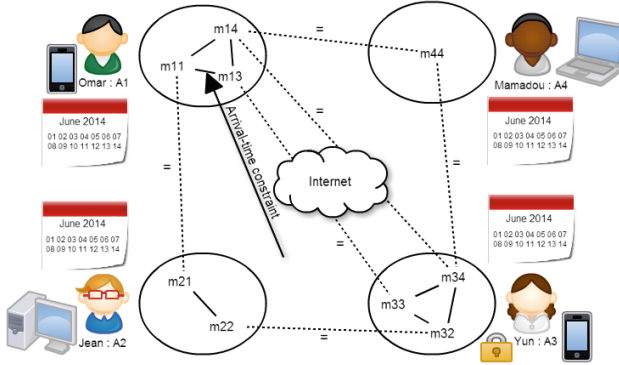 m14
m11
m13
Omar : A1
=
m44
Mamadou : A4
June 2014
01 02 03 04 05 06 07
08 09 10 11 12 13 14
June 2014
01 02 03 04 05 06 07
08 09 10 11 12 13 14
=
=
Arrival-time constraint
Internet
=
=
June 2014
01 02 03 04 05 06 07
08 09 10 11 12 13 14
June 2014
01 02 03 04 05 06 07
08 09 10 11 12 13 14
=
m21
m22
Jean : A2
m34
m33
m32
Yun : A3
=